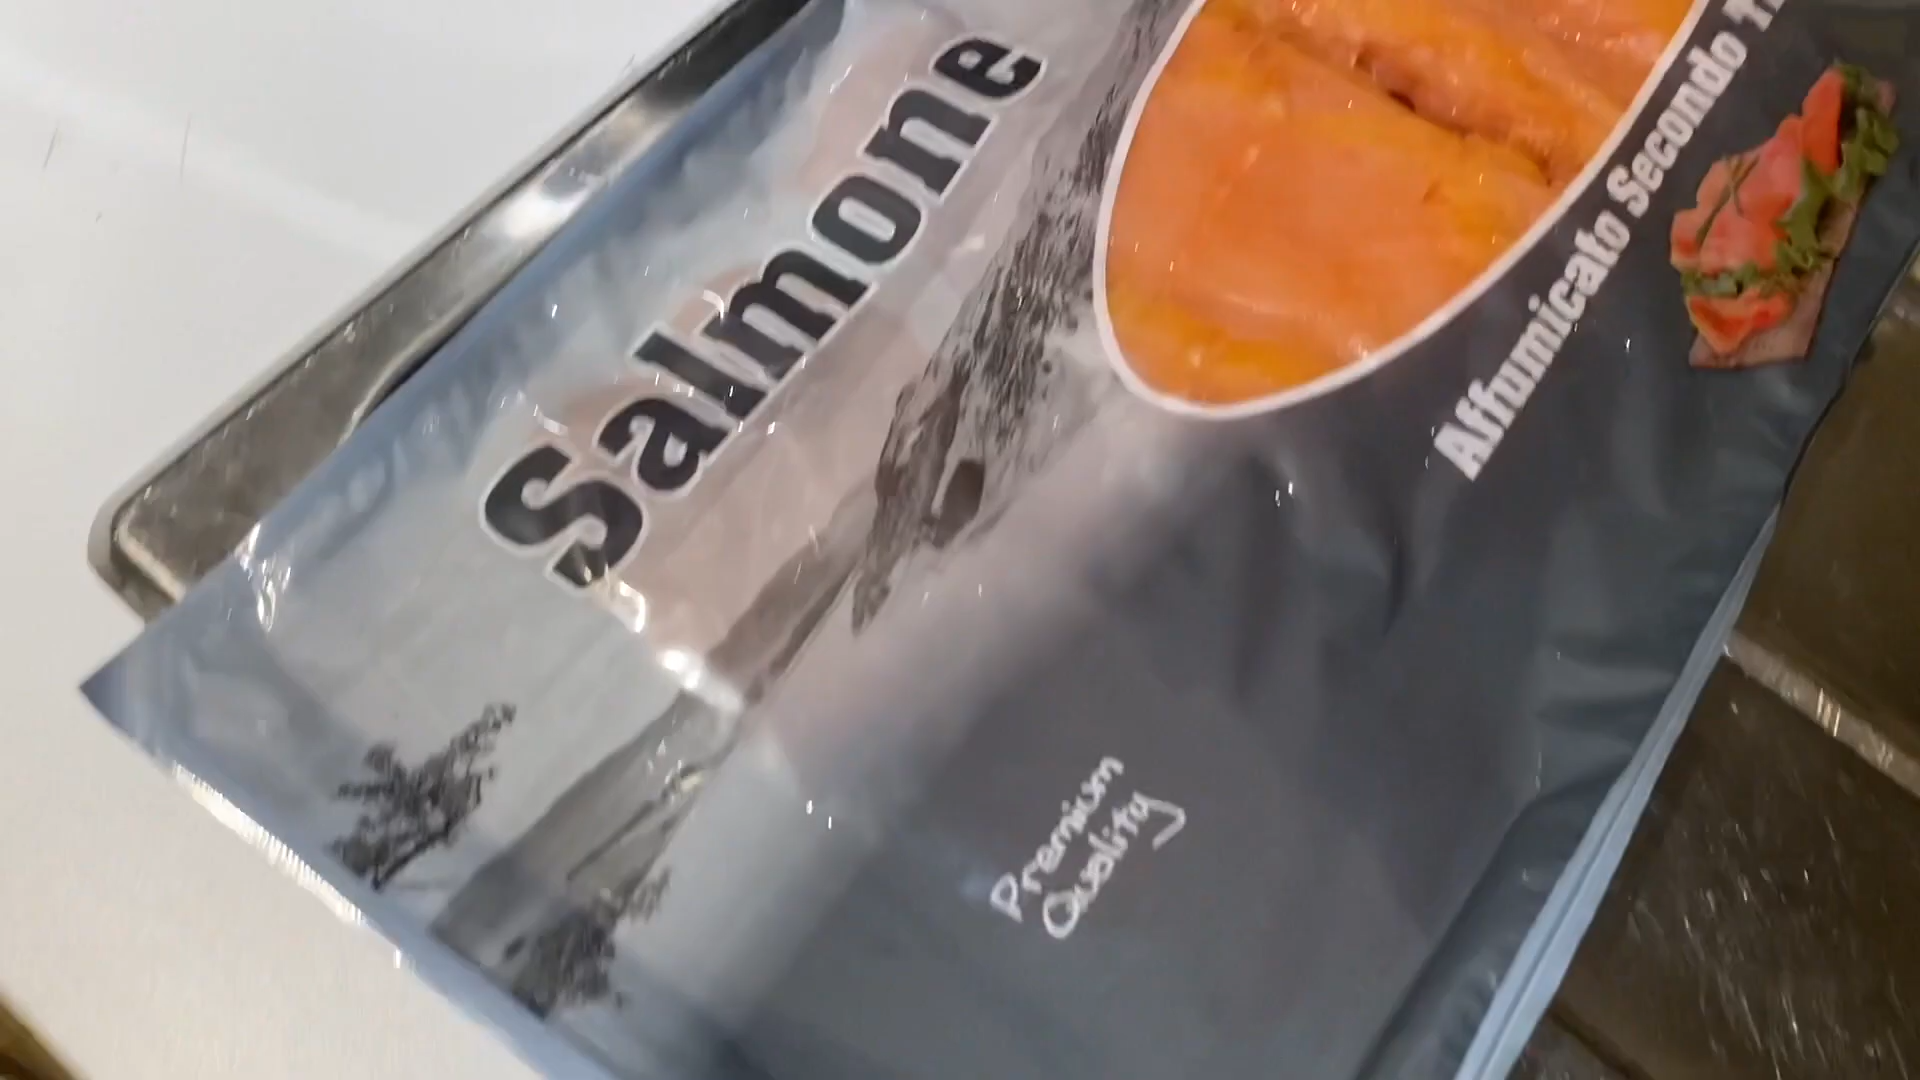 Salmone
Affumicato Secondo
Premium
Quality